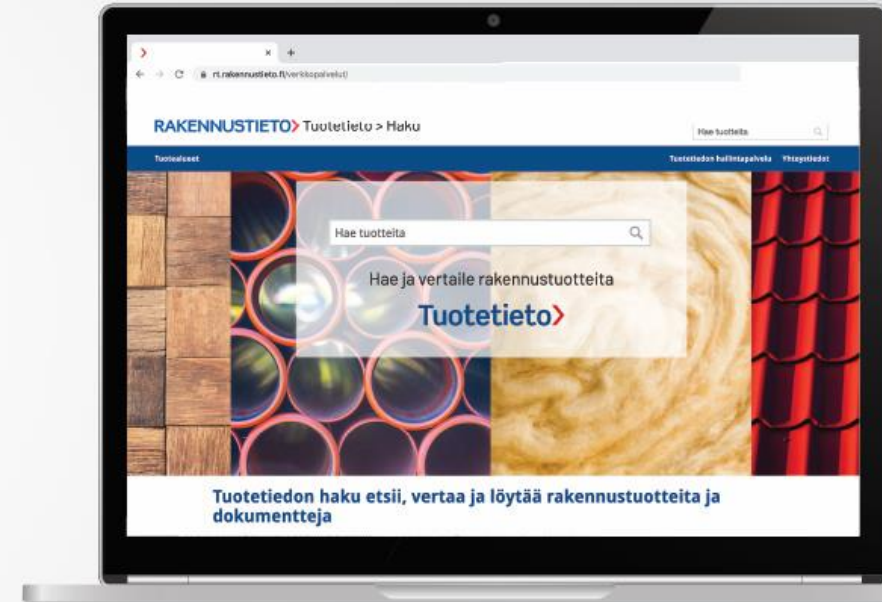 rt.rakennustieto.fi/verkkopalvelut/
RAKENNUSTIETO> Tuotetieto > Haku
Hae tuotteita
Tuotealueet
Tuotetiedon hallintapalvelu Yhteystiedot
Hae tuotteita
Hae ja vertaile rakennustuotteita
Tuotetieto>
Tuotetiedon haku etsii, vertaa ja löytää rakennustuotteita ja
dokumentteja